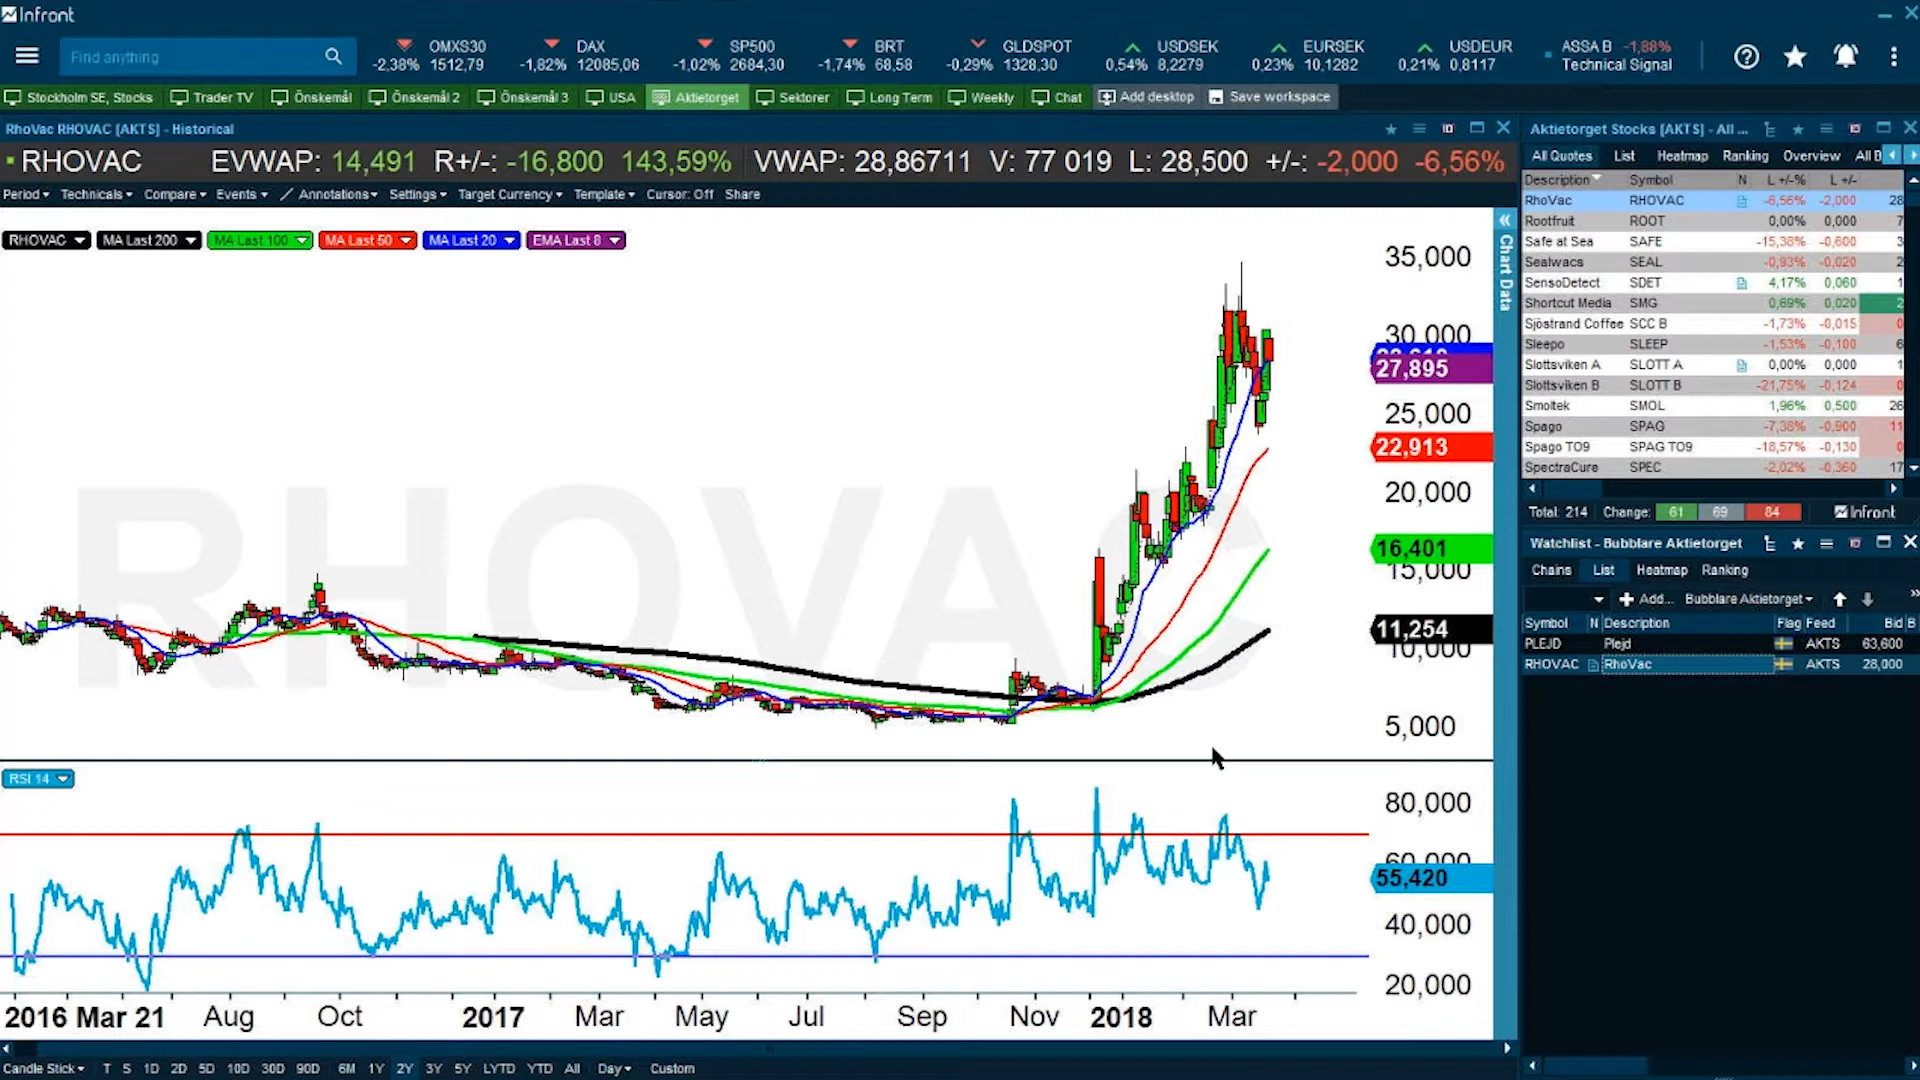 Infront
Find anything
OMXS30 -2,38% 1512,79
DAX -1,82% 12085,06
SP500 -1,02% 2684,30
BRT -1,74% 68,58
GLDSPOT -0,29% 1328,30
USDSEK 0,54% 8,2279
EURSEK 0,23% 10,1282
USDEUR 0,21% 0,8117
ASSA B -1,88%
Technical Signal
Stockholm SE, Stocks Trader TV Önskemål Önskemål 2 Önskemål 3 USA Aktietorget Sektorer Long Term Weekly Chat Add desktop Save workspace
RhoVac RHOVAC [AKTS] - Historical
RHOVAC EVWAP: 14,491 R+/-: -16,800 143,59% VWAP: 28,86711 V: 77 019 L: 28,500 +/-: -2,000 -6,56%
Period Technicals Compare Events Annotations Settings Target Currency Template Cursor: Off Share
RHOVAC MA Last 200 MA Last 100 MA Last 50 MA Last 20 EMA Last 8
Chart Data
RHOVAC
35,000
30,000
27,895
25,000
22,913
20,000
16,401
15,000
11,254
10,000
5,000
RSI 14
80,000
60,000
55,420
40,000
20,000
2016 Mar 21 Aug Oct 2017 Mar May Jul Sep Nov 2018 Mar
Candle Stick T S 1D 2D 5D 10D 30D 90D 6M 1Y 2Y 3Y 5Y LYTD YTD All Day Custom
Aktietorget Stocks [AKTS] - All ...
All Quotes List Heatmap Ranking Overview All B
Description Symbol N L +/-% L +/-
RhoVac RHOVAC -6,56% -2,000 28
Rootfruit ROOT 0,00% 0,000 7
Safe at Sea SAFE -15,38% -0,600 3
Sealwacs SEAL -0,93% -0,020 2
SensoDetect SDET 4,17% 0,060 1
Shortcut Media SMG 0,69% 0,020 2
Sjöstrand Coffee SCC B -1,73% -0,015 0
Sleepo SLEEP -1,53% -0,100 6
Slottsviken A SLOTT A 0,00% 0,000 1
Slottsviken B SLOTT B -21,75% -0,124 0
Smoltek SMOL 1,96% 0,500 26
Spago SPAG -7,38% -0,900 11
Spago TO9 SPAG TO9 -18,57% -0,130 0
SpectraCure SPEC -2,02% -0,360 17
Total: 214 Change: 61 69 84 Infront
Watchlist - Bubblare Aktietorget
Chains List Heatmap Ranking
Add... Bubblare Aktietorget
Symbol N Description Flag Feed Bid B
PLEJD Plejd AKTS 63,600
RHOVAC RhoVac AKTS 28,000